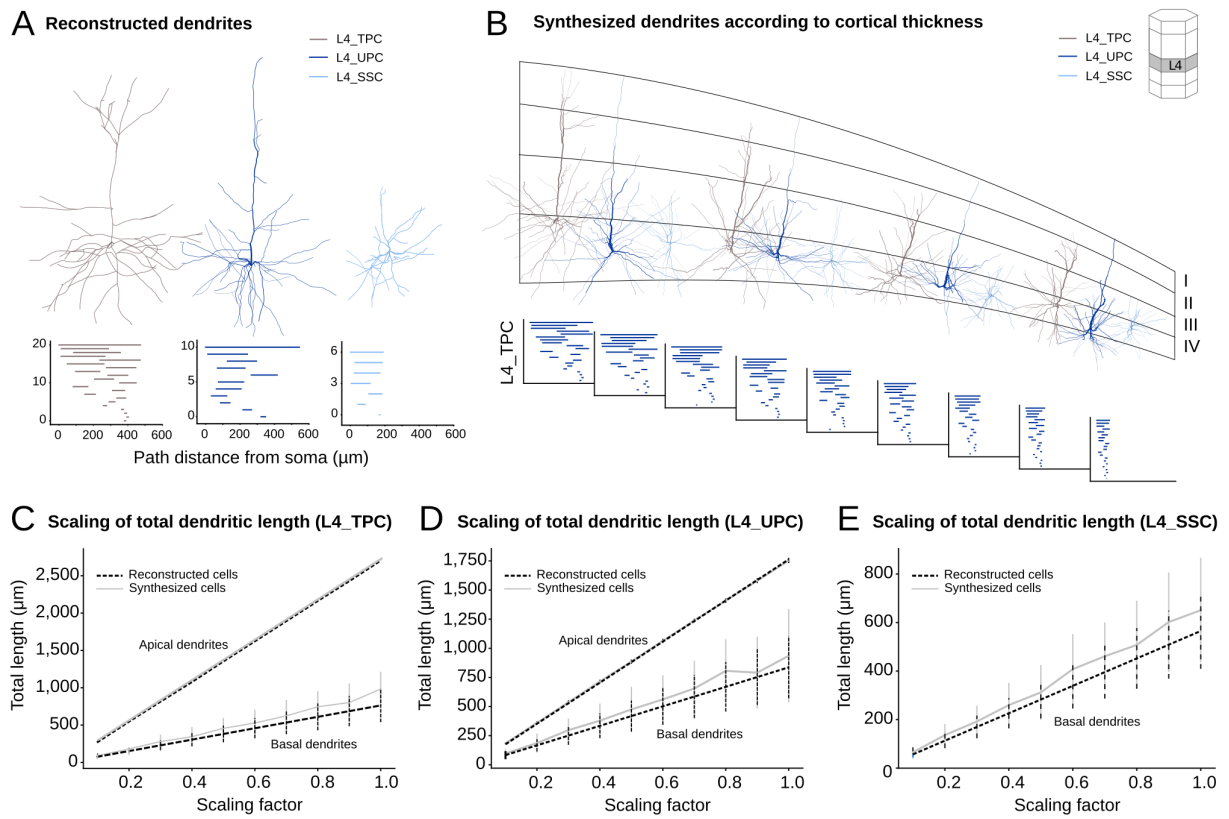 A Reconstructed dendrites
L4_TPC
L4_UPC
L4_SSC
20
10
0
0 200 400 600
10
5
0
0 200 400 600
6
3
0
0 200 400 600
Path distance from soma (µm)
B Synthesized dendrites according to cortical thickness
L4_TPC
L4_UPC
L4_SSC
L4
I
II
III
IV
L4_TPC
C Scaling of total dendritic length (L4_TPC)
Total length (µm)
2,500
2,000
1,500
1,000
500
0
Reconstructed cells
Synthesized cells
Apical dendrites
Basal dendrites
0.2 0.4 0.6 0.8 1.0
Scaling factor
D Scaling of total dendritic length (L4_UPC)
Total length (µm)
1,750
1,500
1,250
1,000
750
500
250
0
Reconstructed cells
Synthesized cells
Apical dendrites
Basal dendrites
0.2 0.4 0.6 0.8 1.0
Scaling factor
E Scaling of total dendritic length (L4_SSC)
Total length (µm)
800
600
400
200
0
Reconstructed cells
Synthesized cells
Basal dendrites
0.2 0.4 0.6 0.8 1.0
Scaling factor